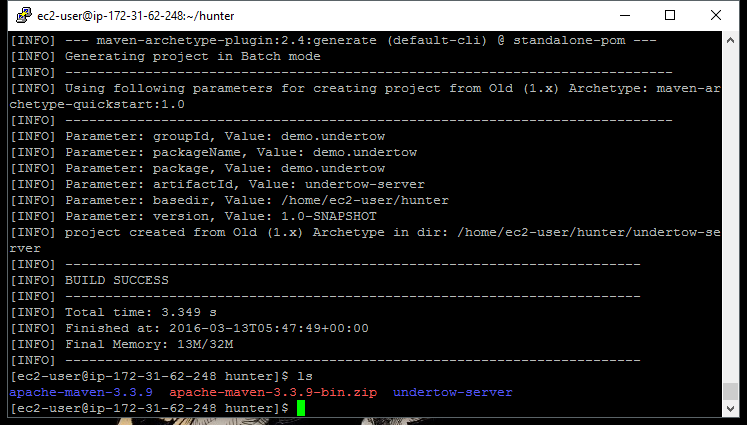 ec2-user@ip-172-31-62-248:~/hunter
[INFO] --- maven-archetype-plugin:2.4:generate (default-cli) @ standalone-pom ---
[INFO] Generating project in Batch mode
[INFO] ----------------------------------------------------------------------------
[INFO] Using following parameters for creating project from Old (1.x) Archetype: maven-ar
chetype-quickstart:1.0
[INFO] ----------------------------------------------------------------------------
[INFO] Parameter: groupId, Value: demo.undertow
[INFO] Parameter: packageName, Value: demo.undertow
[INFO] Parameter: package, Value: demo.undertow
[INFO] Parameter: artifactId, Value: undertow-server
[INFO] Parameter: basedir, Value: /home/ec2-user/hunter
[INFO] Parameter: version, Value: 1.0-SNAPSHOT
[INFO] project created from Old (1.x) Archetype in dir: /home/ec2-user/hunter/undertow-se
rver
[INFO] ------------------------------------------------------------------------
[INFO] BUILD SUCCESS
[INFO] ------------------------------------------------------------------------
[INFO] Total time: 3.349 s
[INFO] Finished at: 2016-03-13T05:47:49+00:00
[INFO] Final Memory: 13M/32M
[INFO] ------------------------------------------------------------------------
[ec2-user@ip-172-31-62-248 hunter]$ ls
apache-maven-3.3.9  apache-maven-3.3.9-bin.zip  undertow-server
[ec2-user@ip-172-31-62-248 hunter]$